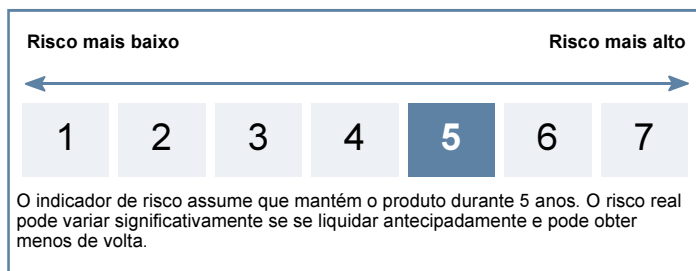 Risco mais baixo Risco mais alto
1 2 3 4 5 6 7
O indicador de risco assume que mantém o produto durante 5 anos. O risco real
pode variar significativamente se se liquidar antecipadamente e pode obter
menos de volta.